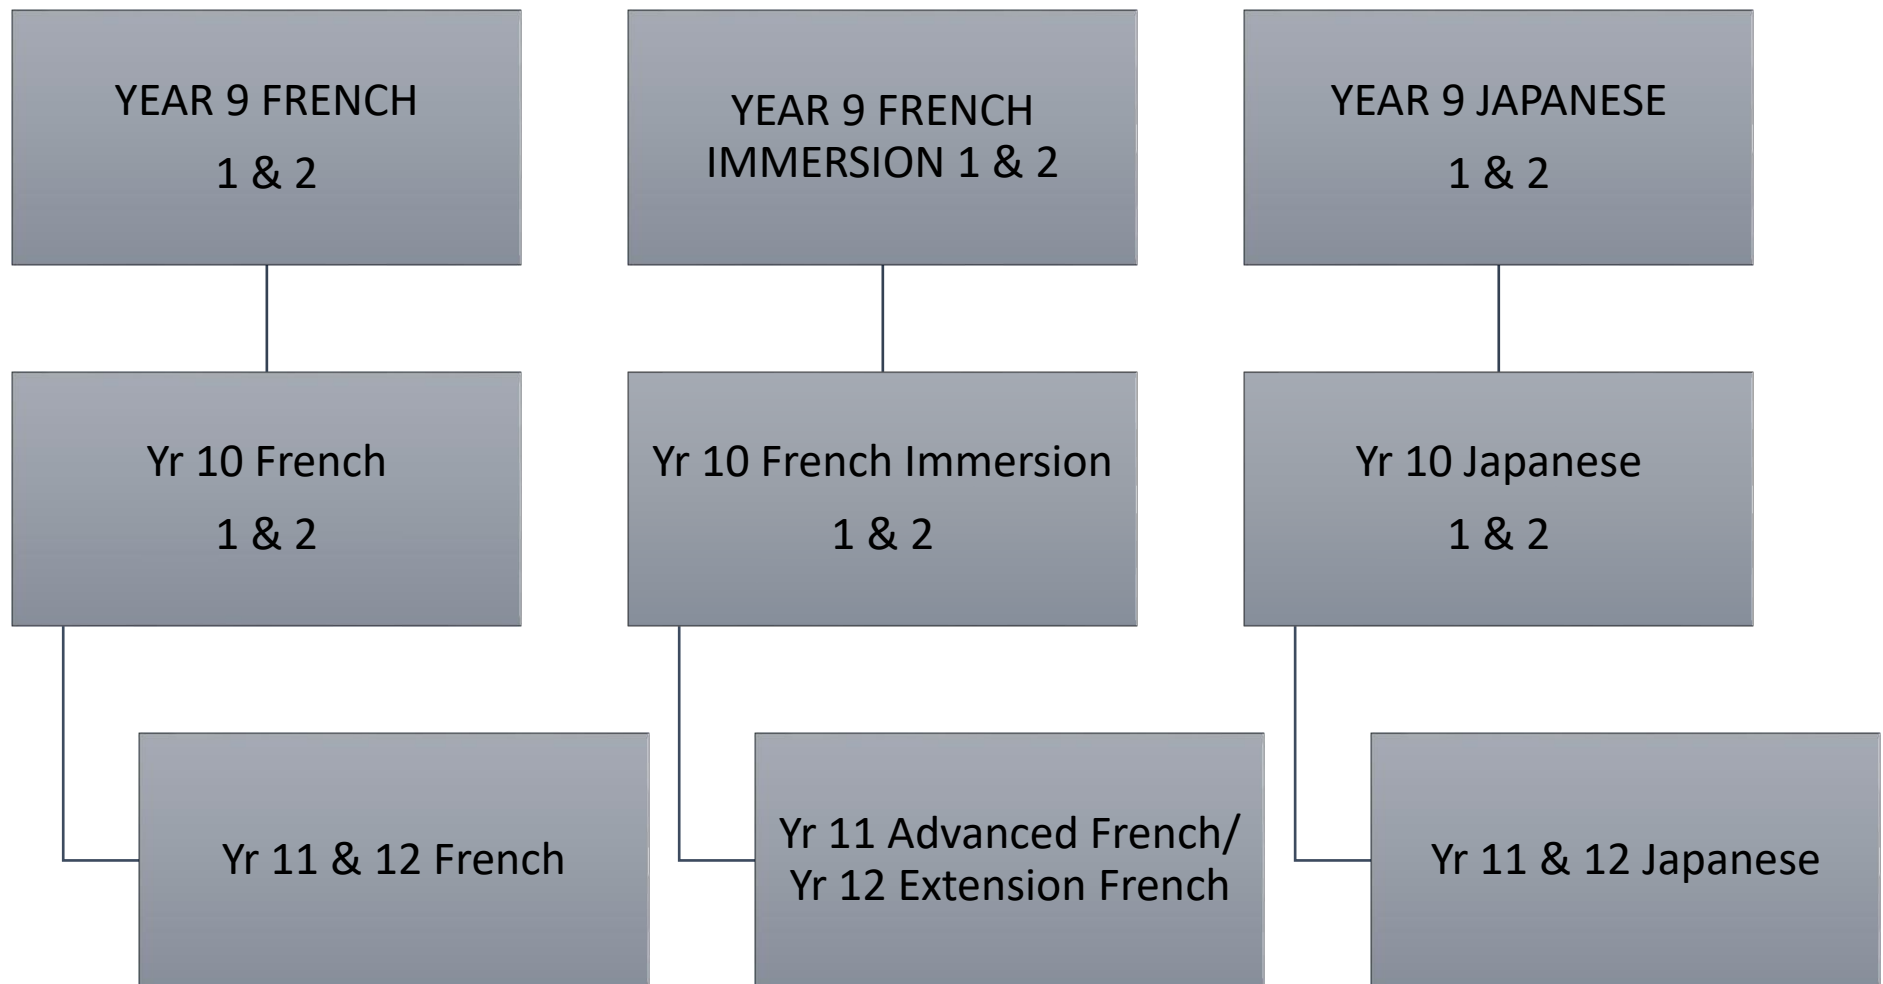 YEAR 9 FRENCH
1 & 2
YEAR 9 FRENCH
IMMERSION 1 & 2
YEAR 9 JAPANESE
1 & 2
Yr 10 French
1 & 2
Yr 10 French Immersion
1 & 2
Yr 10 Japanese
1 & 2
Yr 11 & 12 French
Yr 11 Advanced French/
Yr 12 Extension French
Yr 11 & 12 Japanese